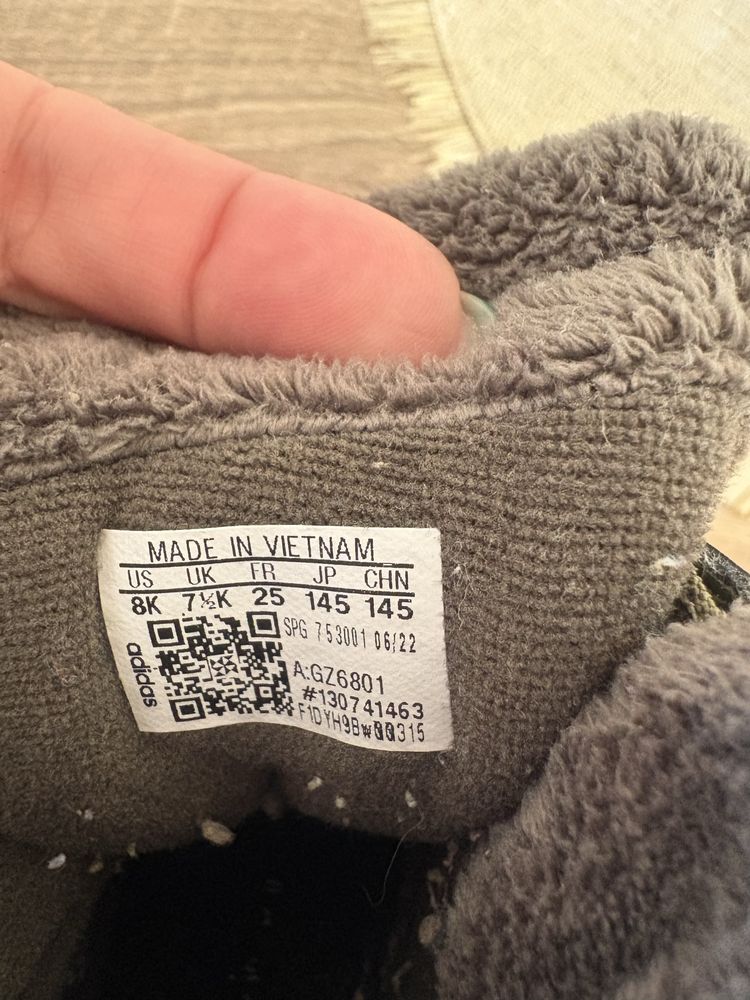 MADE IN VIETNAM
US UK FR JP CHN
8K 7½K 25 145 145
SPG 753001 06/22
A:GZ6801
#130741463
adidas